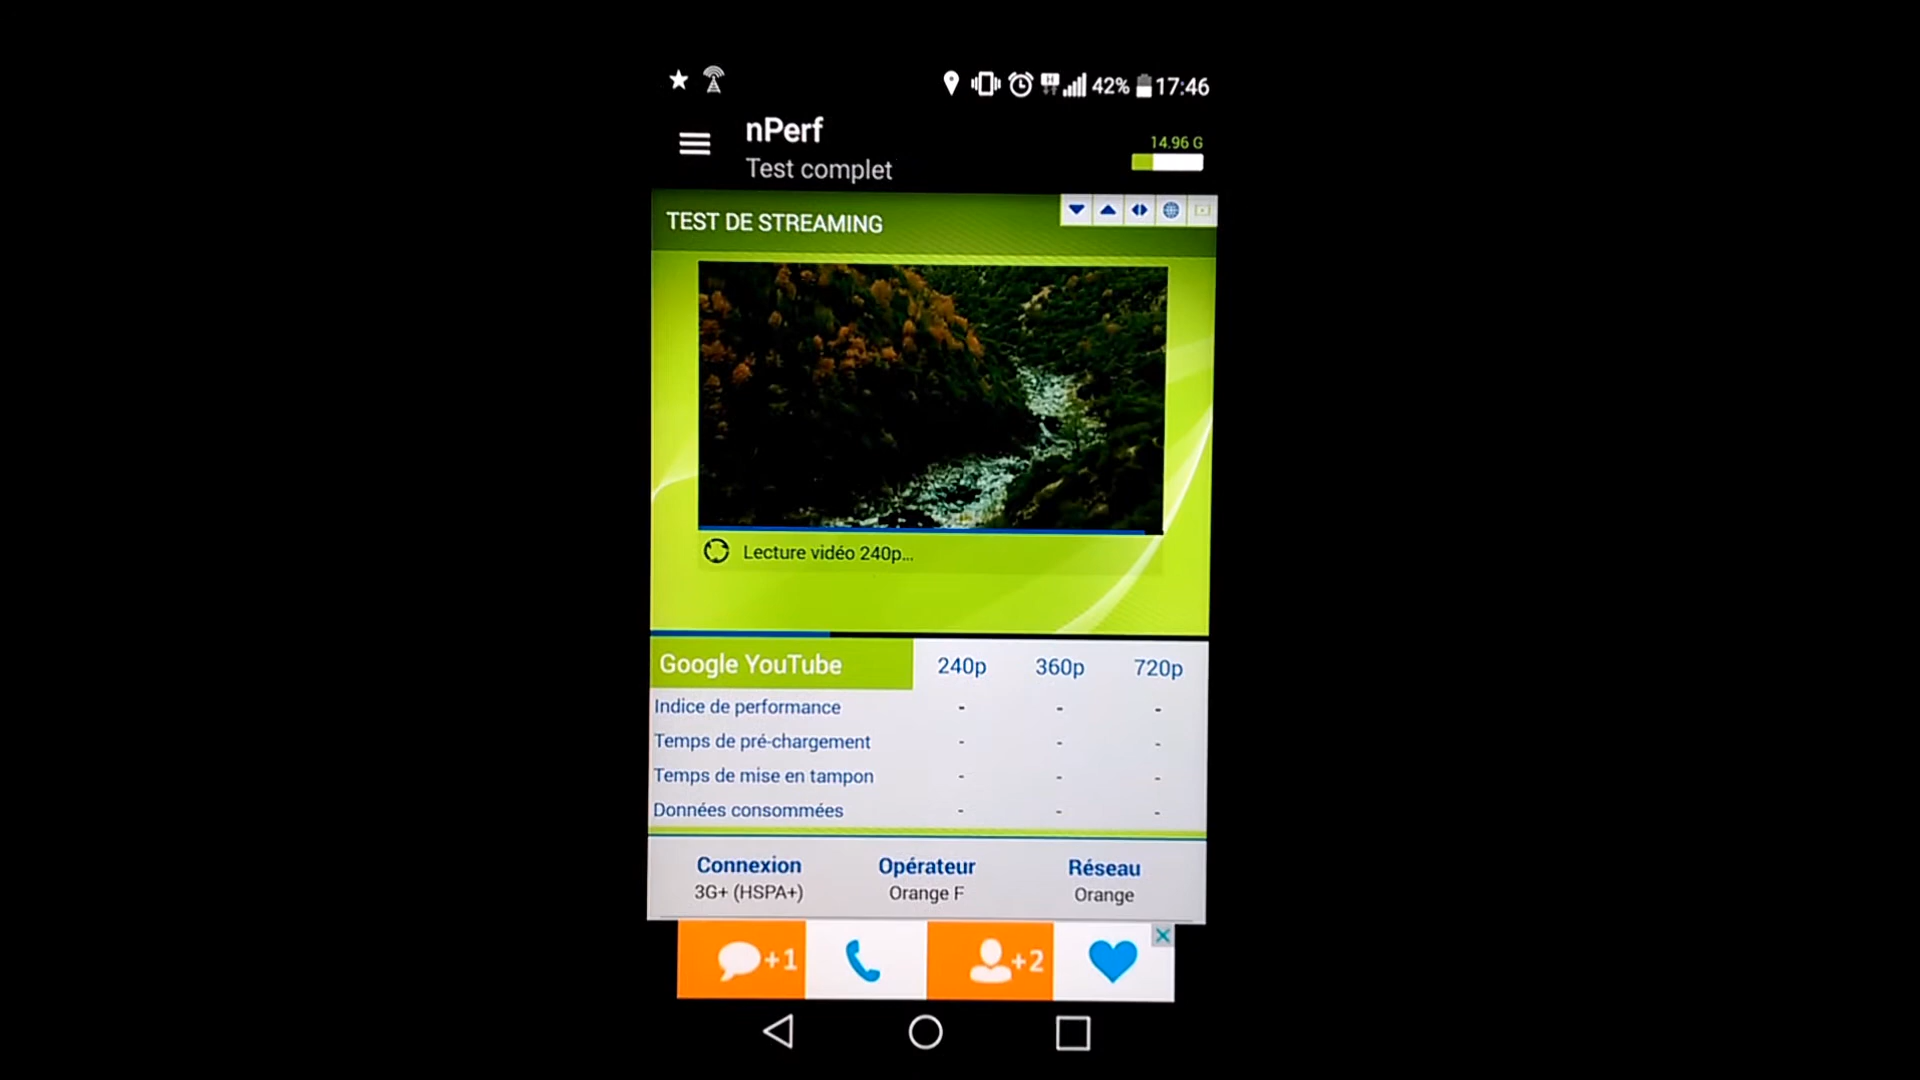 42% 17:46
nPerf
Test complet
14.96 G
TEST DE STREAMING
Lecture vidéo 240p...
Google YouTube 240p 360p 720p
Indice de performance - - -
Temps de pré-chargement - - -
Temps de mise en tampon - - -
Données consommées - - -
Connexion Opérateur Réseau
3G+ (HSPA+) Orange F Orange
+1 +2